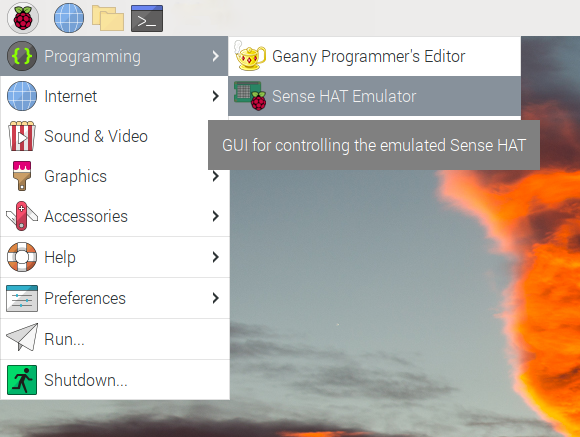 Programming
Geany Programmer's Editor
Internet
Sense HAT Emulator
Sound & Video
GUI for controlling the emulated Sense HAT
Graphics
Accessories
Help
Preferences
Run...
Shutdown...